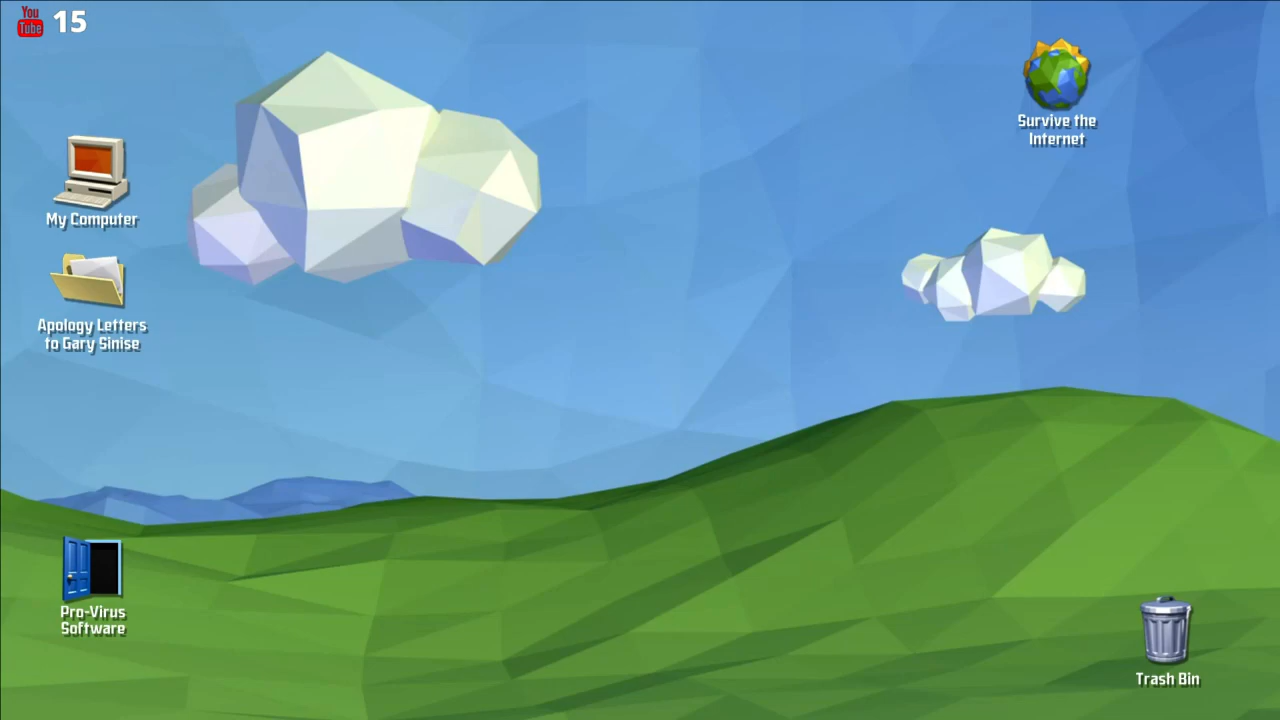 You
Tube 15
My Computer
Apology Letters
to Gary Sinise
Pro-Virus
Software
Survive the
Internet
Trash Bin